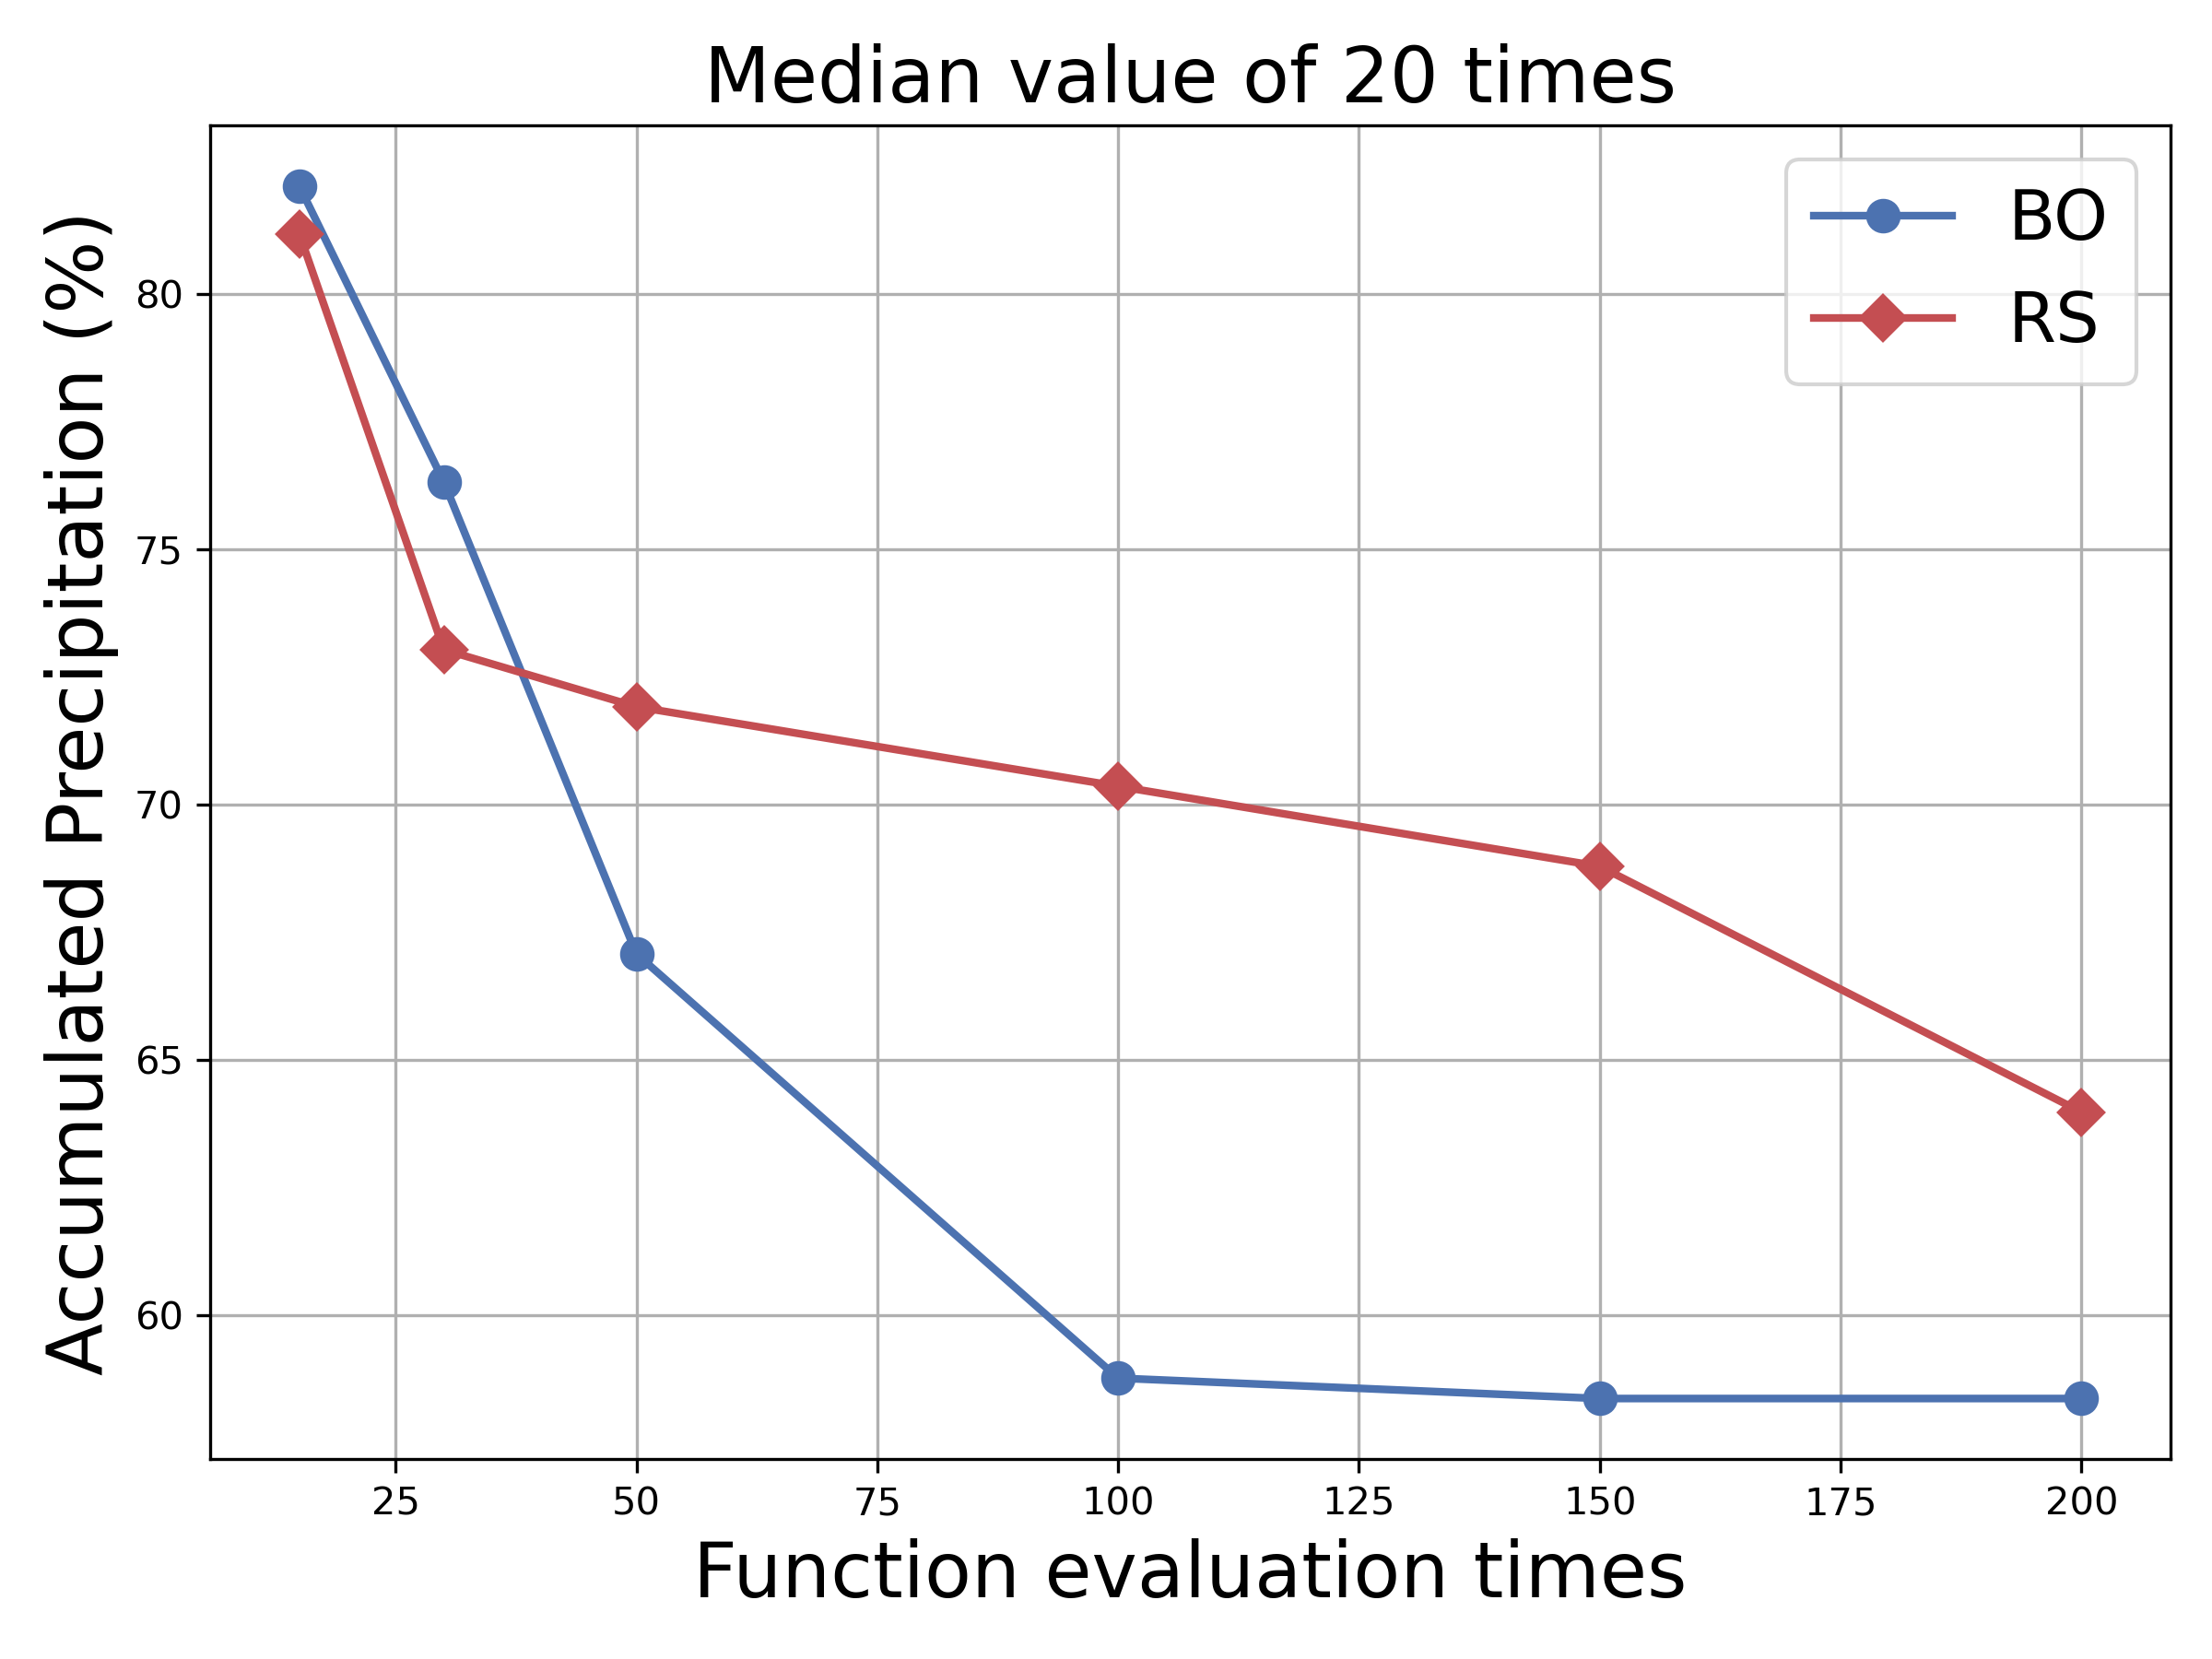 Median value of 20 times
BO
RS
Accumulated Precipitation (%)
80
75
70
65
60
25 50 75 100 125 150 175 200
Function evaluation times